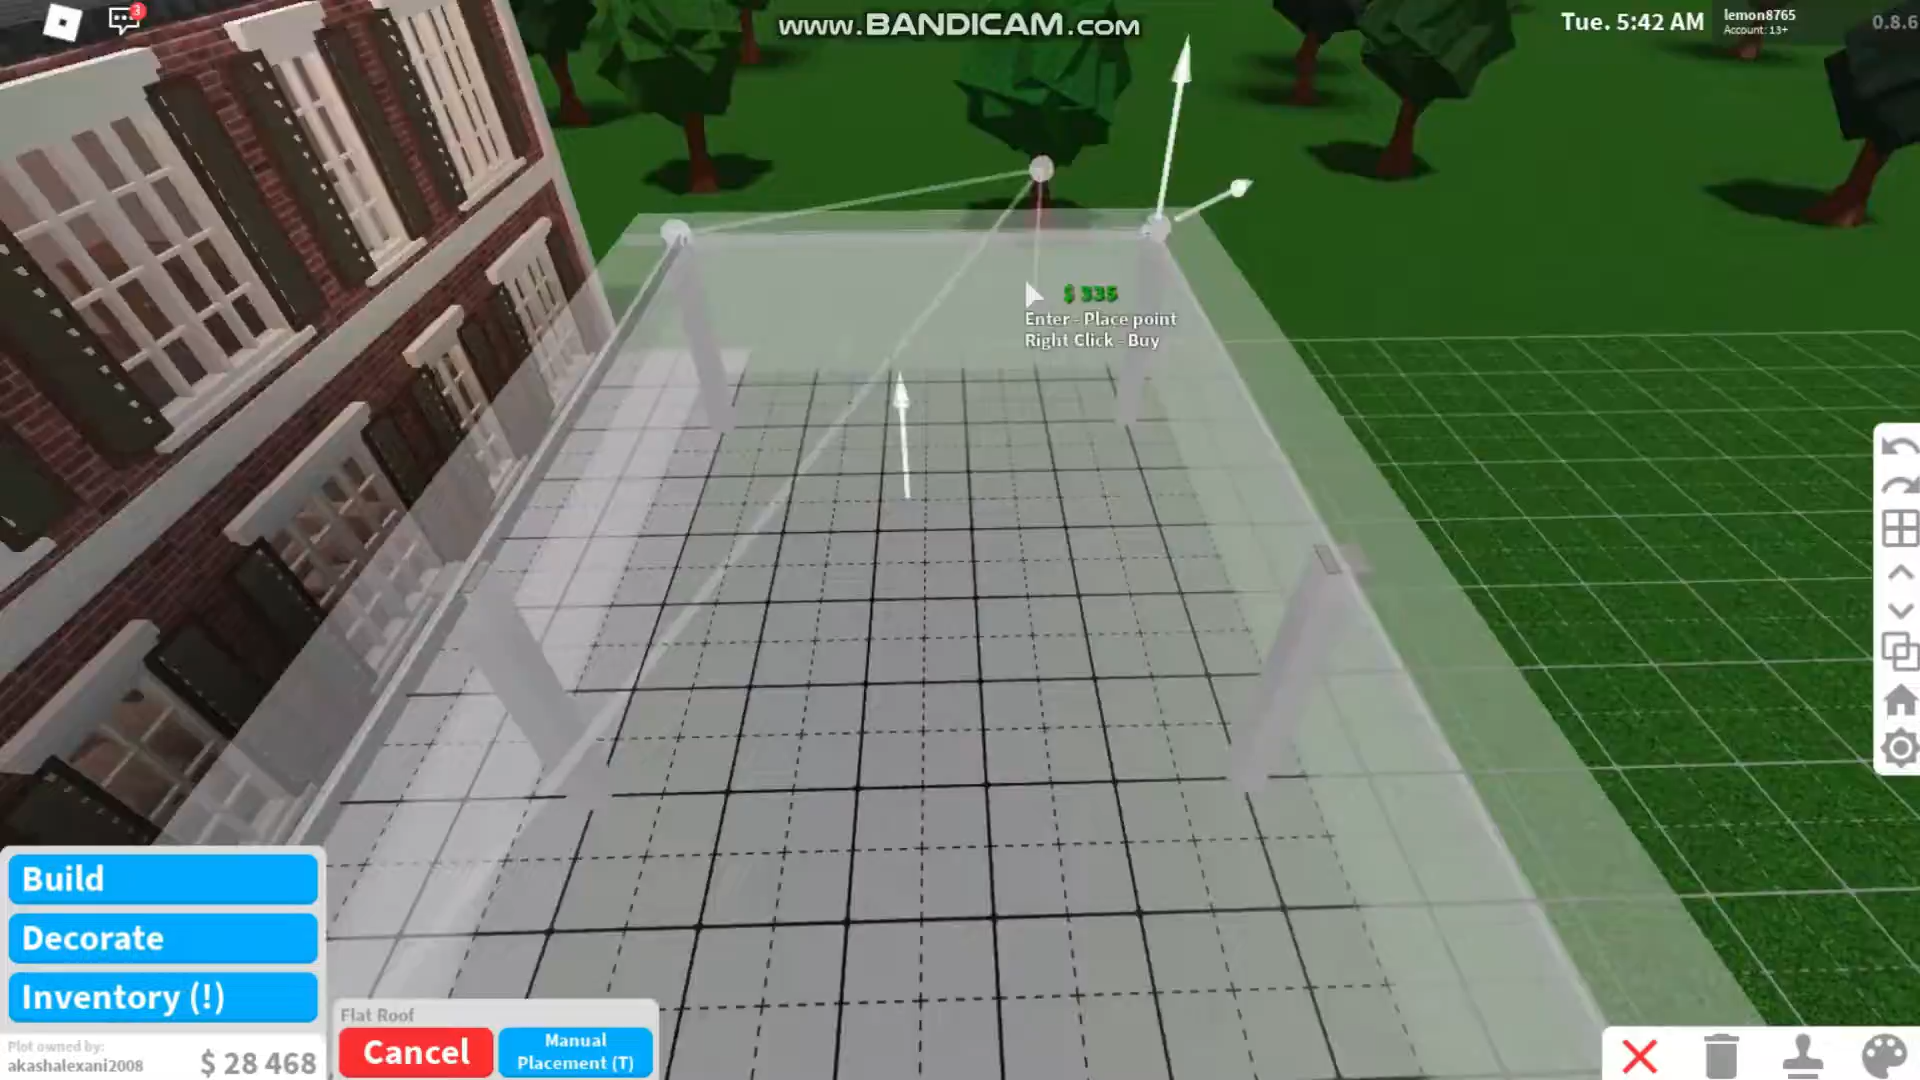 3
www.BANDICAM.com
Tue. 5:42 AM
lemon8765
Account: 13+
0.8.6
$ 335
Enter - Place point
Right Click - Buy
Build
Decorate
Inventory (!)
Plot owned by:
akashalexani2008
$ 28 468
Flat Roof
Cancel
Manual
Placement (T)